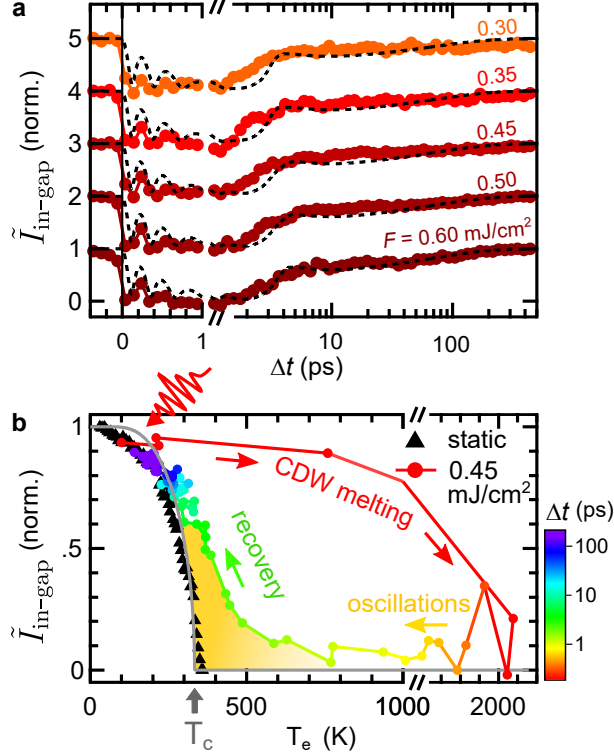 a
5
4
3
2
1
0
Ĩin-gap (norm.)
0.30
0.35
0.45
0.50
F = 0.60 mJ/cm²
0
1
10
100
Δt (ps)
b
1
.5
0
Ĩin-gap (norm.)
static
0.45
mJ/cm²
CDW melting
recovery
oscillations
Δt (ps)
100
10
1
0
500
1000
2000
Tc
Te (K)